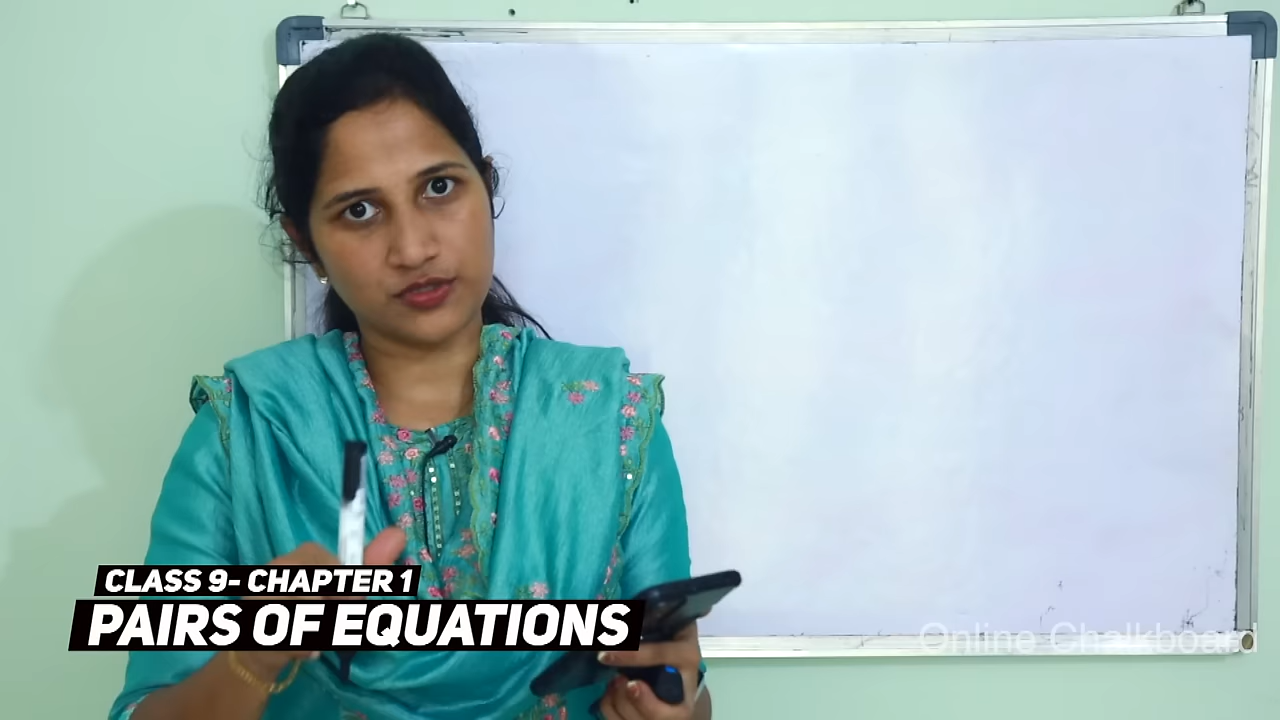 CLASS 9- CHAPTER 1
PAIRS OF EQUATIONS
Online Chalkboard